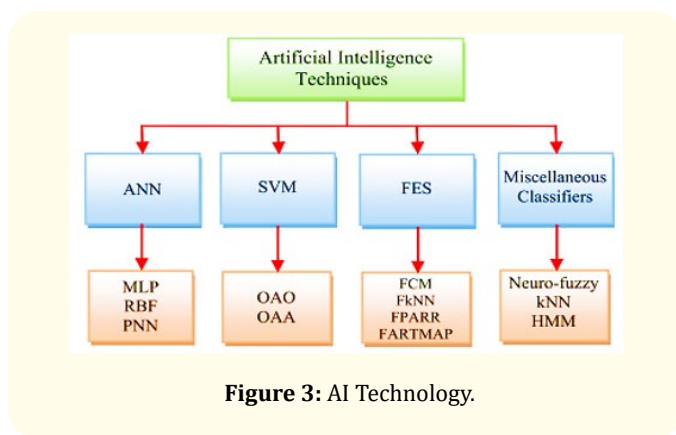 Artificial Intelligence
Techniques
ANN
SVM
FES
Miscellaneous
Classifiers
MLP
RBF
PNN
OAO
OAA
FCM
FkNN
FPARR
FARTMAP
Neuro-fuzzy
kNN
HMM
Figure 3: AI Technology.